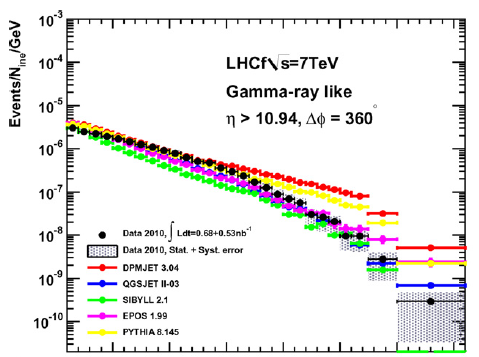 10⁻³
10⁻⁴
10⁻⁵
10⁻⁶
10⁻⁷
10⁻⁸
10⁻⁹
10⁻¹⁰
Events/Nine/GeV
LHCf√s=7TeV
Gamma-ray like
η > 10.94, Δϕ = 360°
Data 2010, ∫ Ldt=0.68+0.53nb⁻¹
Data 2010, Stat. + Syst. error
DPMJET 3.04
QGSJET II-03
SIBYLL 2.1
EPOS 1.99
PYTHIA 8.145